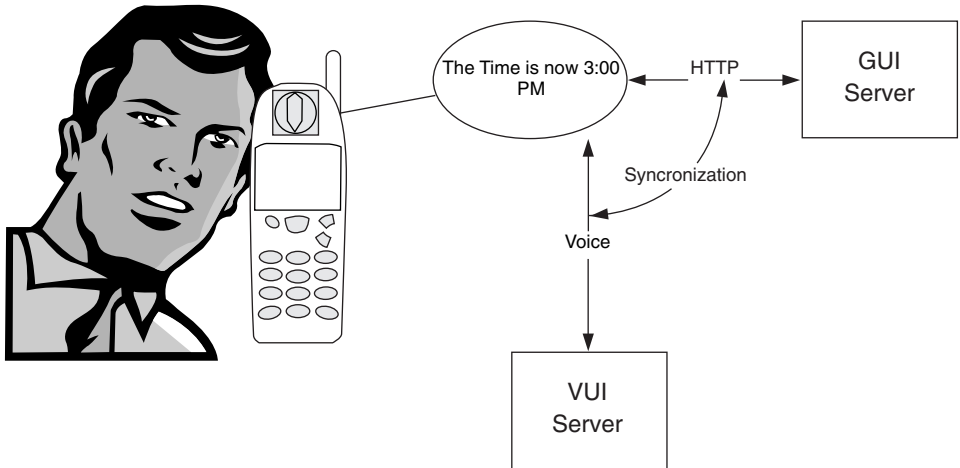 The Time is now 3:00
PM
HTTP
GUI
Server
Syncronization
Voice
VUI
Server